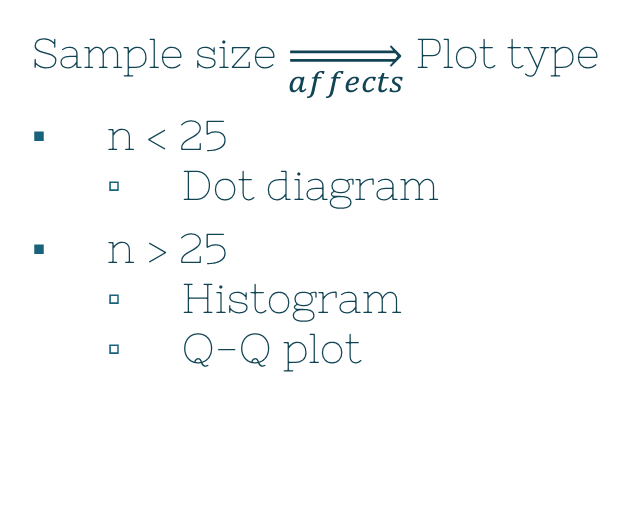 Sample size affects Plot type
n < 25
Dot diagram
n > 25
Histogram
Q-Q plot